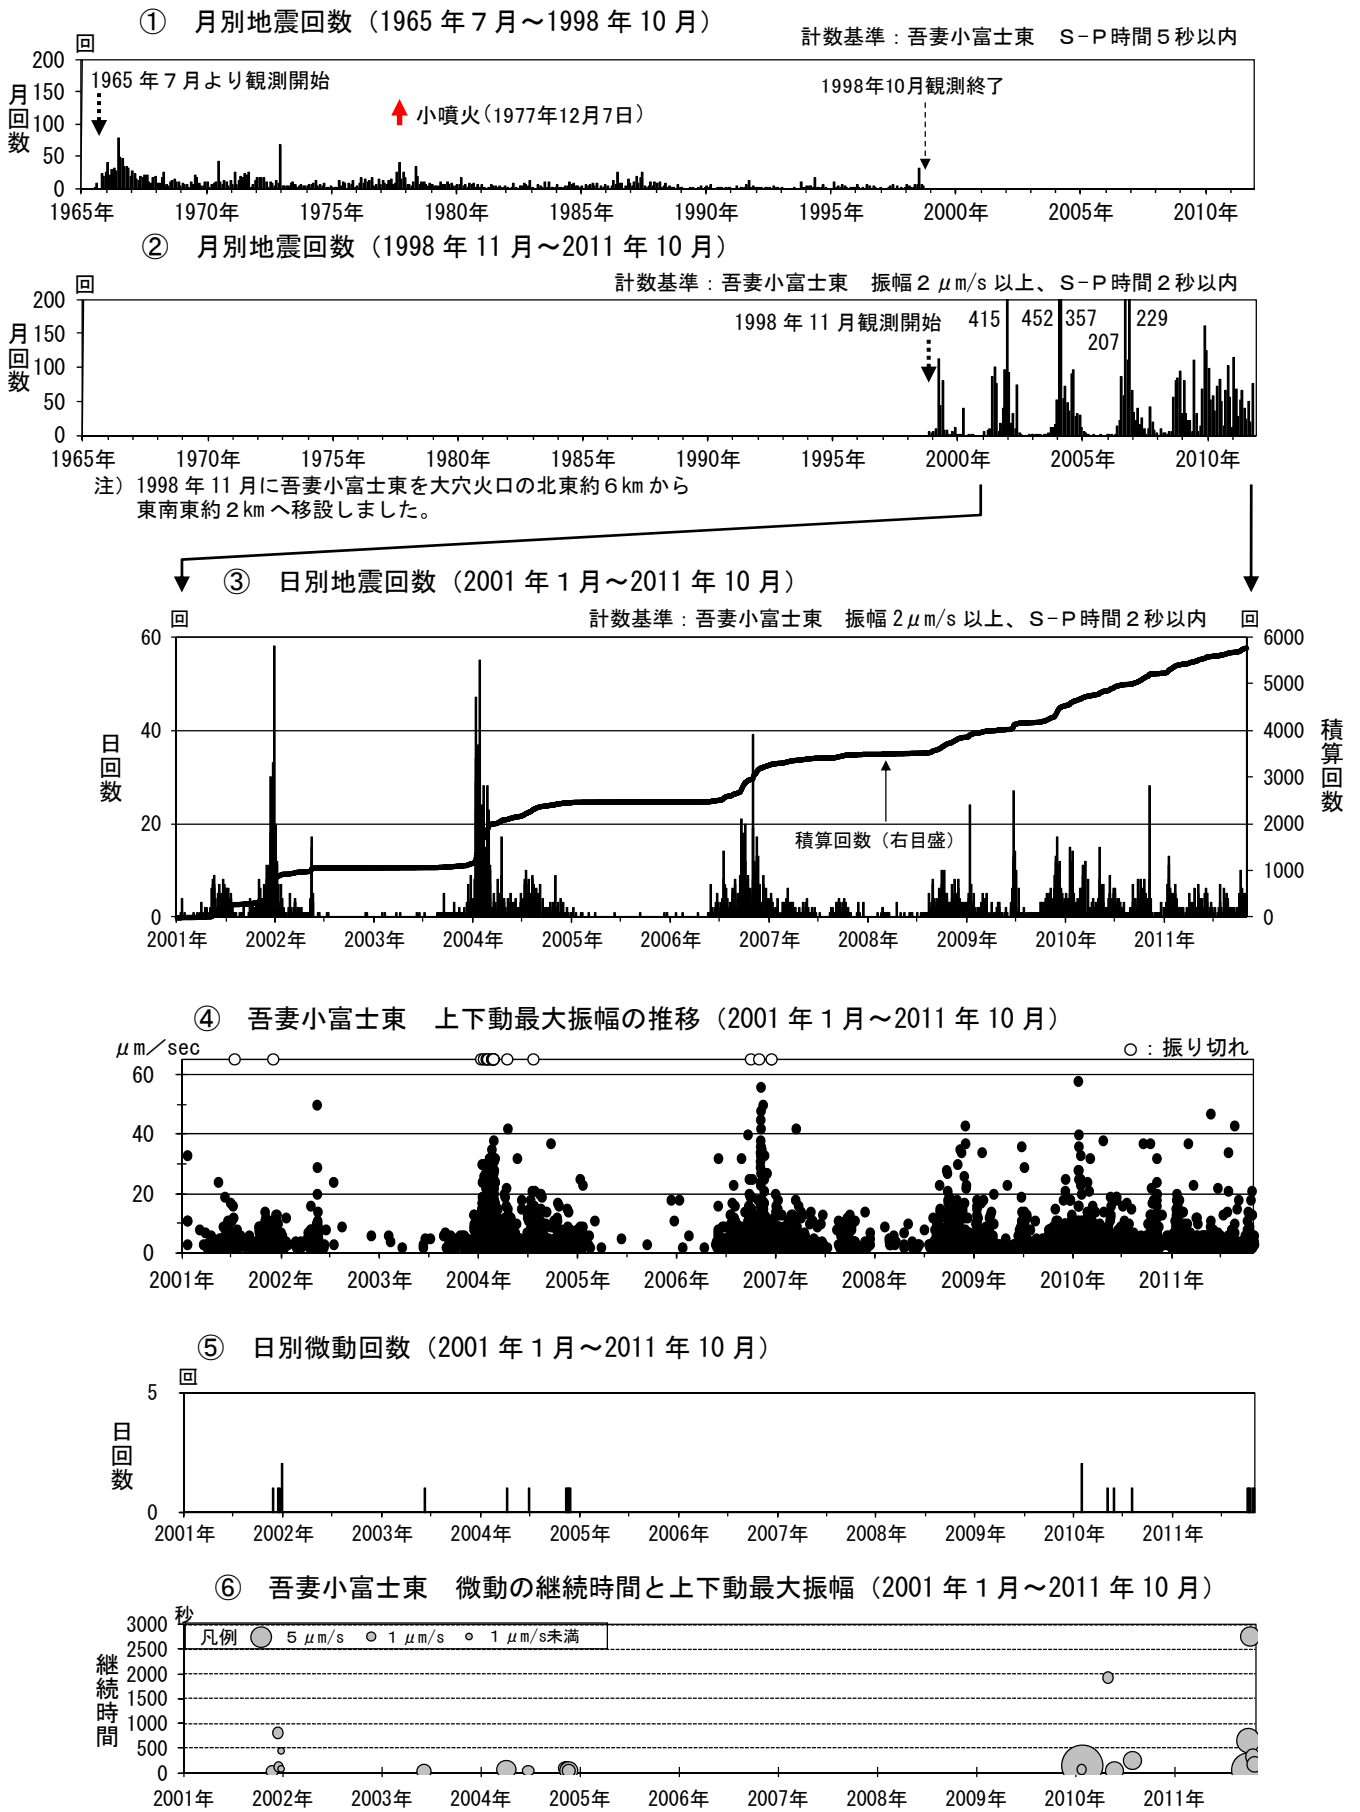 ① 月別地震回数（1965 年７月～1998 年 10 月）
回
計数基準：吾妻小富士東 Ｓ-Ｐ時間５秒以内
200
150
100
50
0
月回数
1965 年７月より観測開始
小噴火(1977年12月7日)
1998年10月観測終了
1965年 1970年 1975年 1980年 1985年 1990年 1995年 2000年 2005年 2010年
② 月別地震回数（1998 年 11 月～2011 年 10 月）
回
計数基準：吾妻小富士東 振幅２μm/s 以上、Ｓ-Ｐ時間２秒以内
200
150
100
50
0
月回数
1998 年 11 月観測開始
415 452 357 229
207
1965年 1970年 1975年 1980年 1985年 1990年 1995年 2000年 2005年 2010年
注）1998 年 11 月に吾妻小富士東を大穴火口の北東約６km から
東南東約２km へ移設しました。
③ 日別地震回数（2001 年１月～2011 年 10 月）
回
計数基準：吾妻小富士東 振幅 2μm/s 以上、Ｓ-Ｐ時間２秒以内
回
60
40
20
0
日回数
6000
5000
4000
3000
2000
1000
0
積算回数
積算回数（右目盛）
2001年 2002年 2003年 2004年 2005年 2006年 2007年 2008年 2009年 2010年 2011年
④ 吾妻小富士東 上下動最大振幅の推移（2001 年１月～2011 年 10 月）
μm／sec
○：振り切れ
60
40
20
0
2001年 2002年 2003年 2004年 2005年 2006年 2007年 2008年 2009年 2010年 2011年
⑤ 日別微動回数（2001 年１月～2011 年 10 月）
回
5
0
日回数
2001年 2002年 2003年 2004年 2005年 2006年 2007年 2008年 2009年 2010年 2011年
⑥ 吾妻小富士東 微動の継続時間と上下動最大振幅（2001 年１月～2011 年 10 月）
秒
3000
2500
2000
1500
1000
500
0
継続時間
凡例 ５μm/s １μm/s １μm/s未満
2001年 2002年 2003年 2004年 2005年 2006年 2007年 2008年 2009年 2010年 2011年